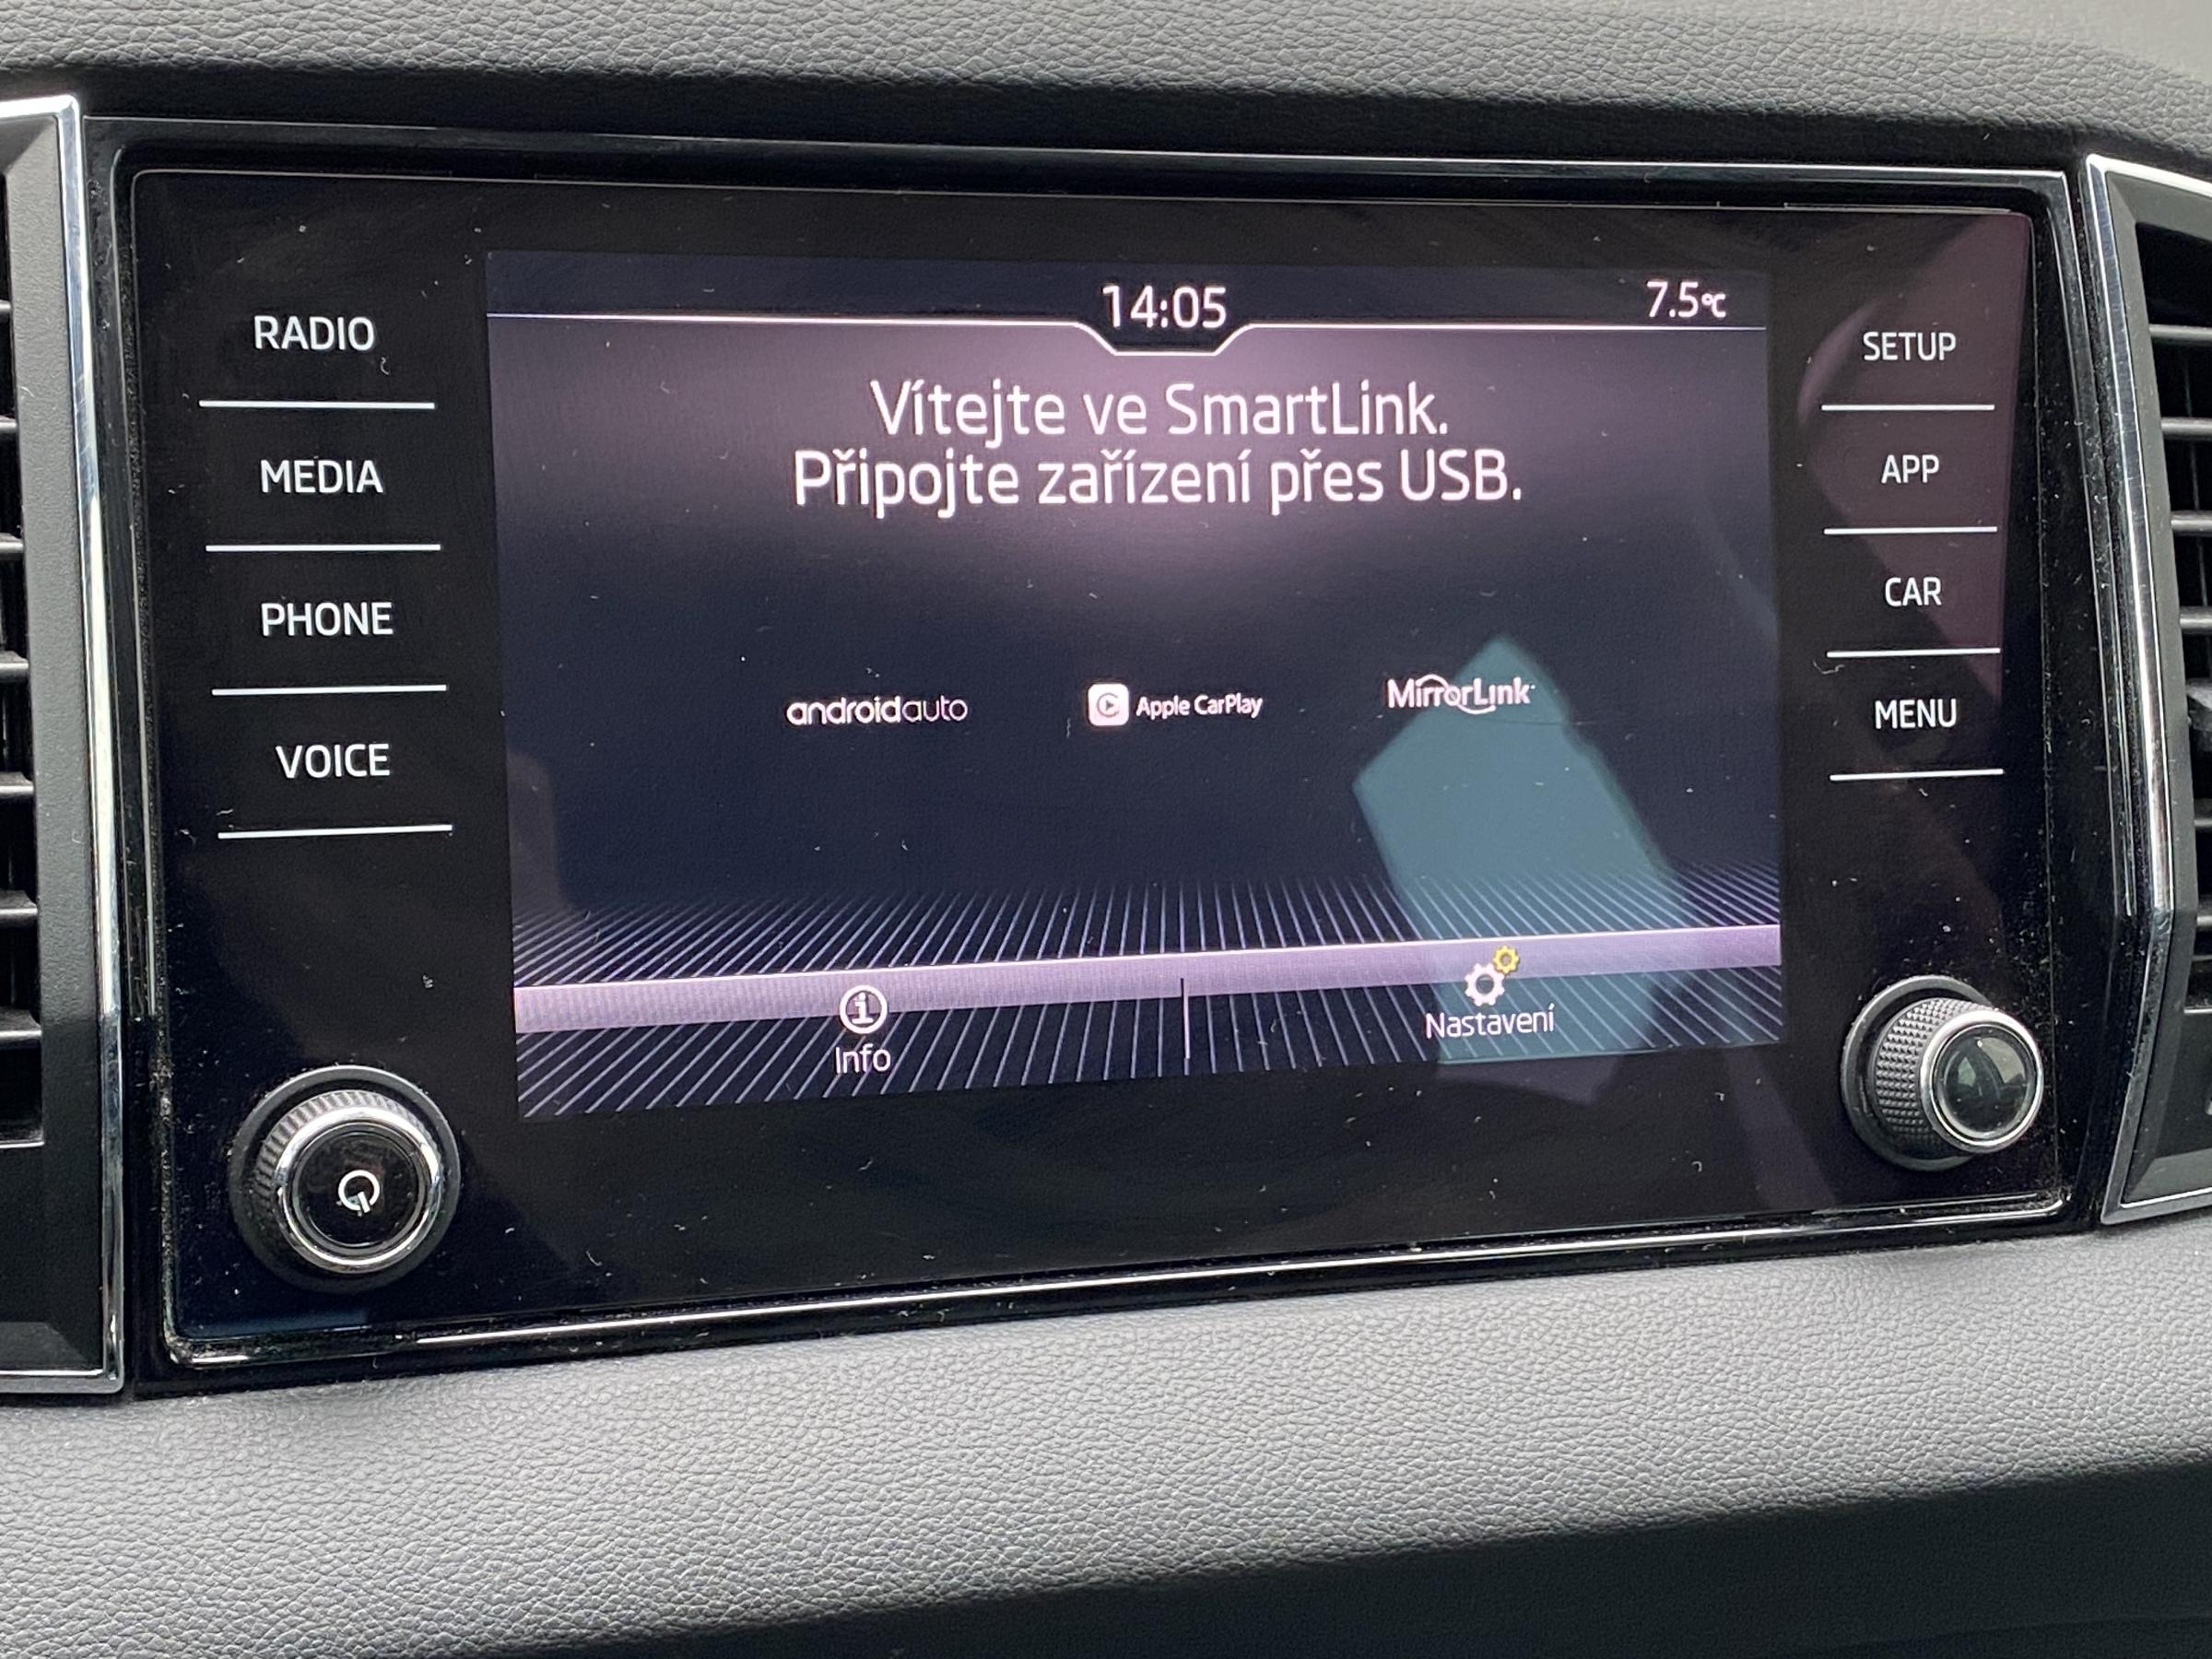 14:05
7.5°C
RADIO
MEDIA
PHONE
VOICE
Vítejte ve SmartLink.
Připojte zařízení přes USB.
androidauto
Apple CarPlay
MirrorLink
Info
Nastavení
SETUP
APP
CAR
MENU